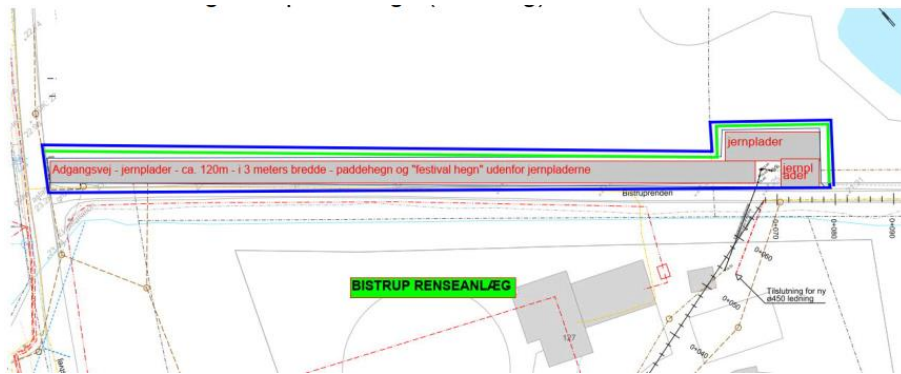 jernplader
Adgangsvej - jernplader - ca. 120m - i 3 meters bredde - paddehegn og "festival hegn" udenfor jernpladerne
jernpl
ader
Bistruprenden
0+070
0+080
0+090
0+060
BISTRUP RENSEANLÆG
Tilslutning for ny
ø450 ledning
0+050
127
0+040